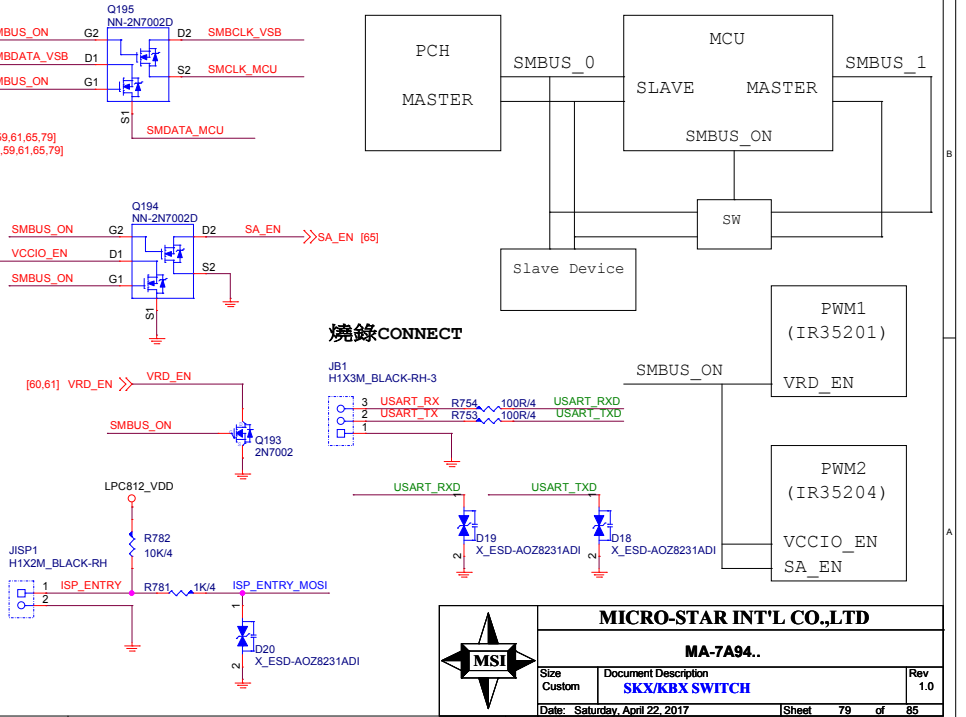 Q195
NN-2N7002D
MBUS_ON
G2
D2
SMBCLK_VSB
MBDATA_VSB
D1
MBUS_ON
G1
S2
SMCLK_MCU
S1
SMDATA_MCU
59,61,65,79]
,59,61,65,79]
PCH
MASTER
SMBUS_0
MCU
SLAVE
MASTER
SMBUS_ON
SMBUS_1
SW
Slave Device
B
Q194
NN-2N7002D
SMBUS_ON
G2
D2
SA_EN
SA_EN [65]
VCCIO_EN
D1
SMBUS_ON
G1
S2
S1
燒錄CONNECT
JB1
H1X3M_BLACK-RH-3
3
USART_RX
R754
100R/4
USART_RXD
2
USART_TX
R753
100R/4
USART_TXD
1
[60,61] VRD_EN
VRD_EN
SMBUS_ON
Q193
2N7002
SMBUS_ON
PWM1
(IR35201)
VRD_EN
PWM2
(IR35204)
VCCIO_EN
SA_EN
A
USART_RXD
1
D19
X_ESD-AOZ8231ADI
2
USART_TXD
1
D18
X_ESD-AOZ8231ADI
2
LPC812_VDD
R782
10K/4
JISP1
H1X2M_BLACK-RH
1
ISP_ENTRY
R781
1K/4
ISP_ENTRY_MOSI
2
1
D20
X_ESD-AOZ8231ADI
2
MSI
MICRO-STAR INT'L CO.,LTD
MA-7A94..
Size
Custom
Document Description
SKX/KBX SWITCH
Rev
1.0
Date: Saturday, April 22, 2017
Sheet 79 of 85